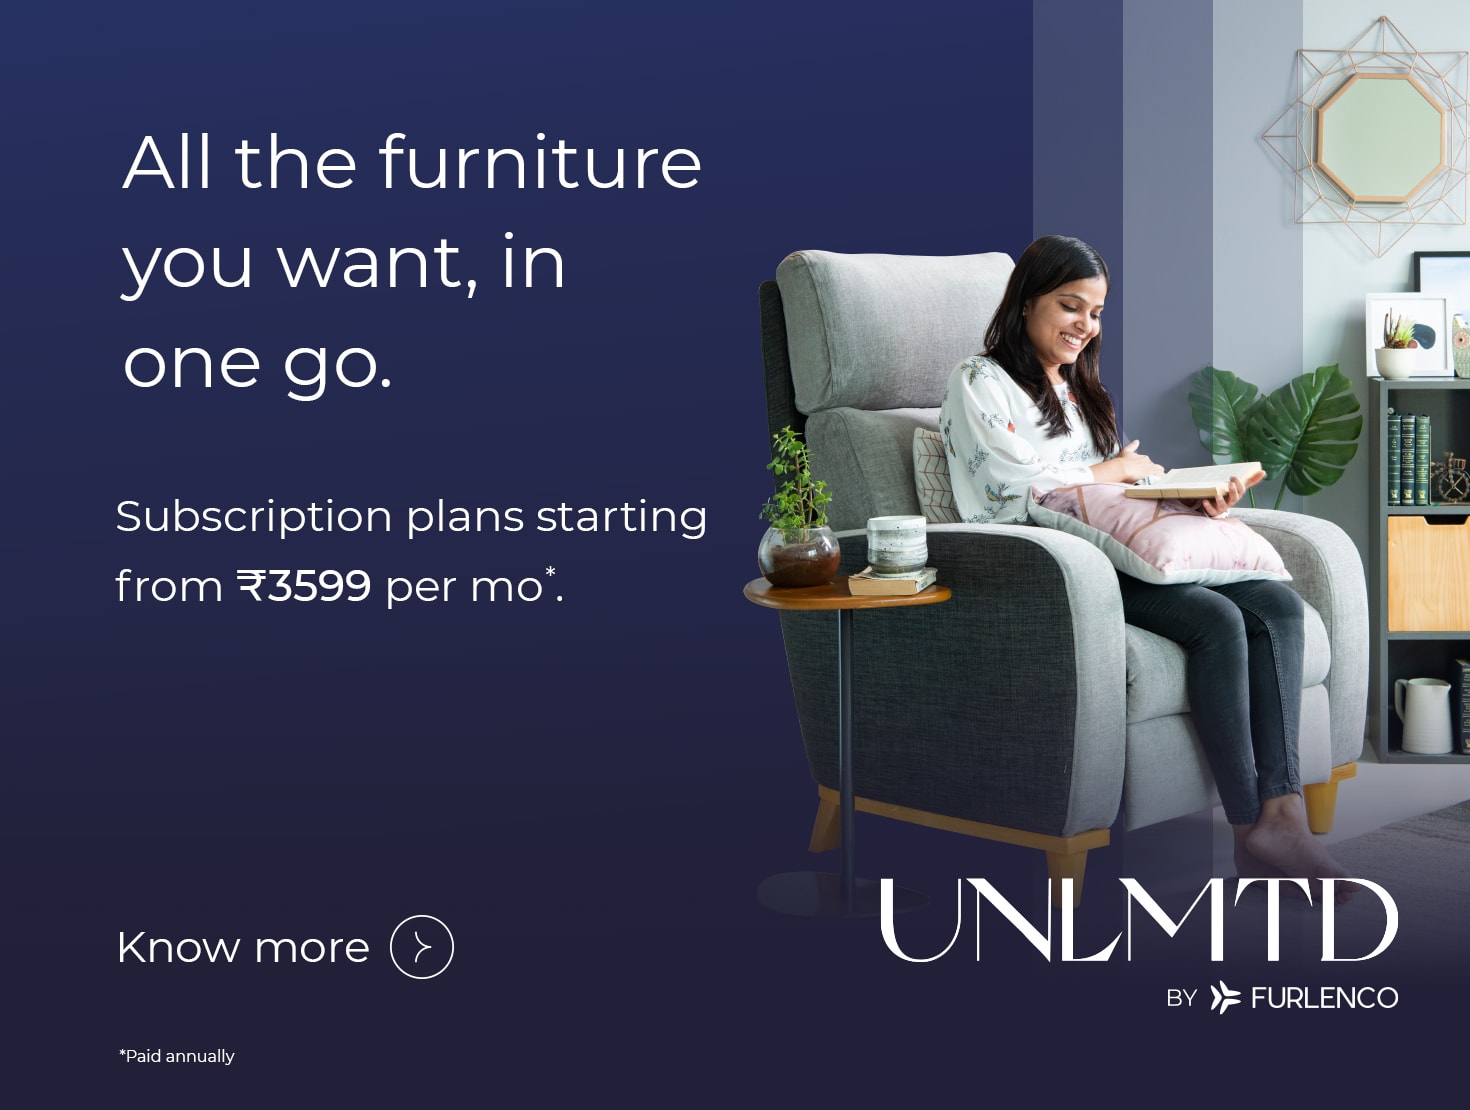 All the furniture
you want, in
one go.
Subscription plans starting
from ₹3599 per mo*.
Know more
UNLMTD
BY FURLENCO
*Paid annually